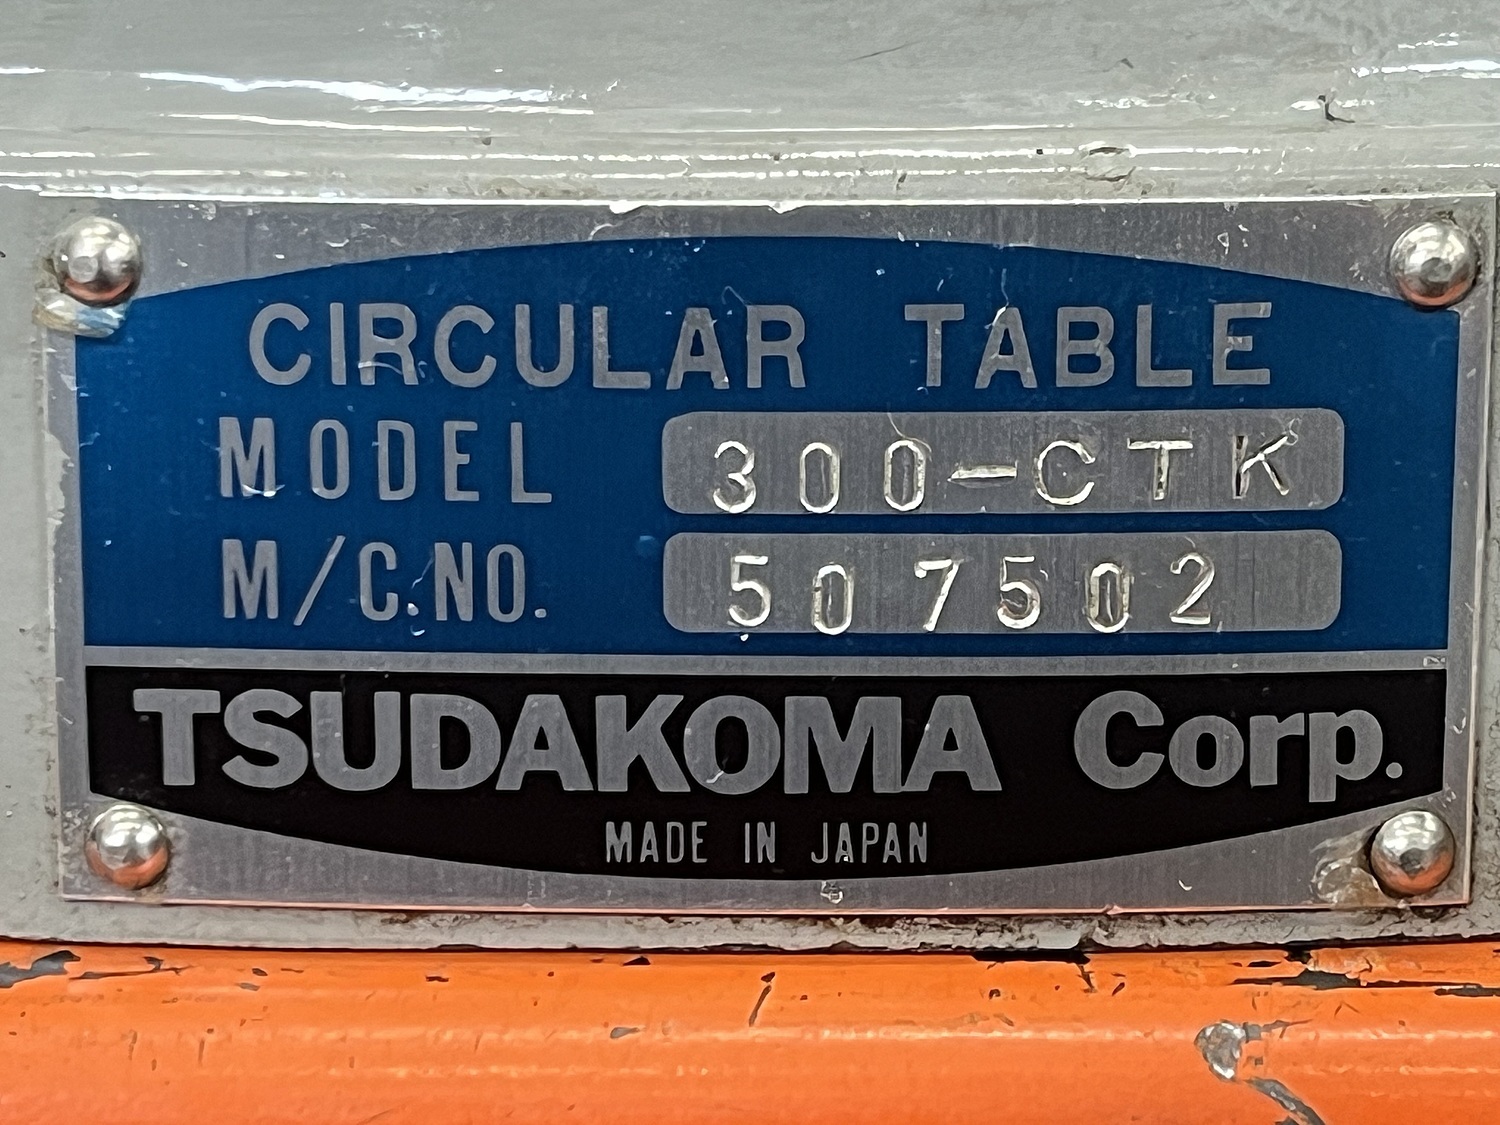 CIRCULAR TABLE
MODEL 300-CTK
M/C.NO. 507502
TSUDAKOMA Corp.
MADE IN JAPAN